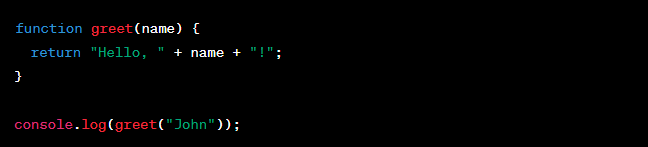 function greet(name) {
  return "Hello, " + name + "!";
}

console.log(greet("John"));